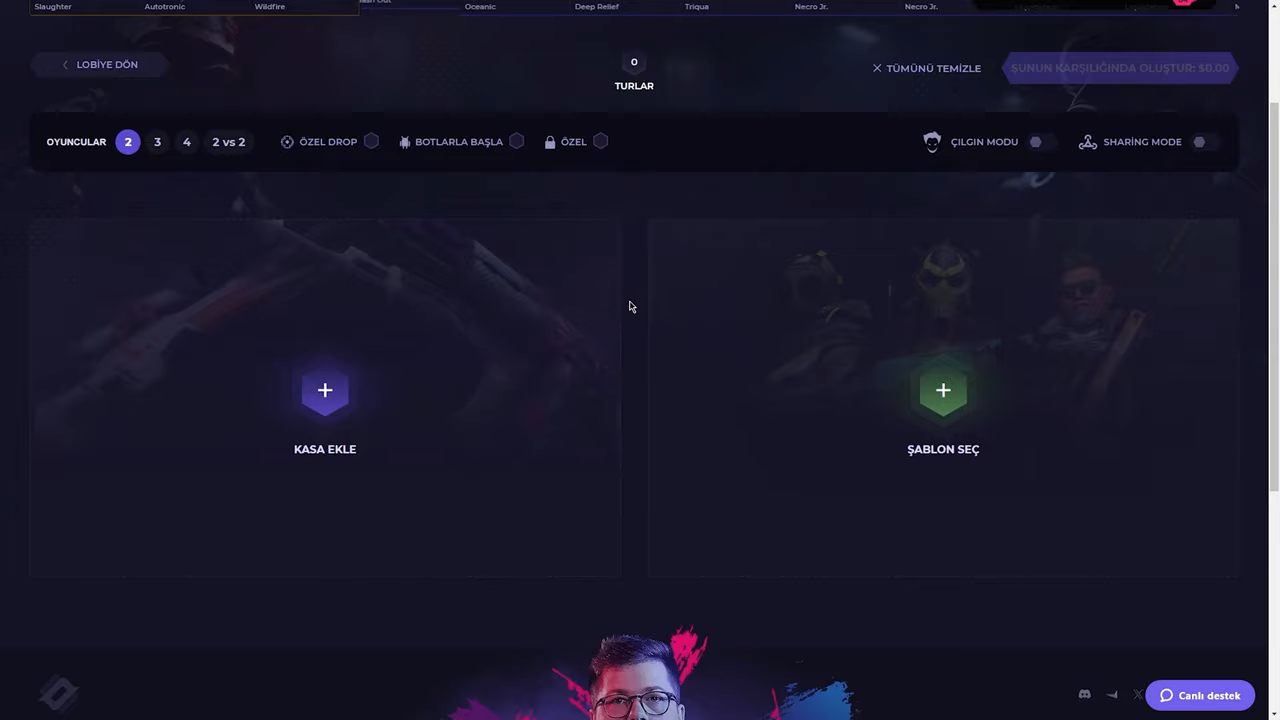 Slaughter
Autotronic
Wildfire
Oceanic
Deep Relief
Triqua
Necro Jr.
Necro Jr.
LOBİYE DÖN
0
TURLAR
TÜMÜNÜ TEMİZLE
ŞUNUN KARŞILIĞINDA OLUŞTUR: $0.00
OYUNCULAR 2 3 4 2 vs 2
ÖZEL DROP
BOTLARLA BAŞLA
ÖZEL
ÇILGIN MODU
SHARİNG MODE
KASA EKLE
ŞABLON SEÇ
Canlı destek